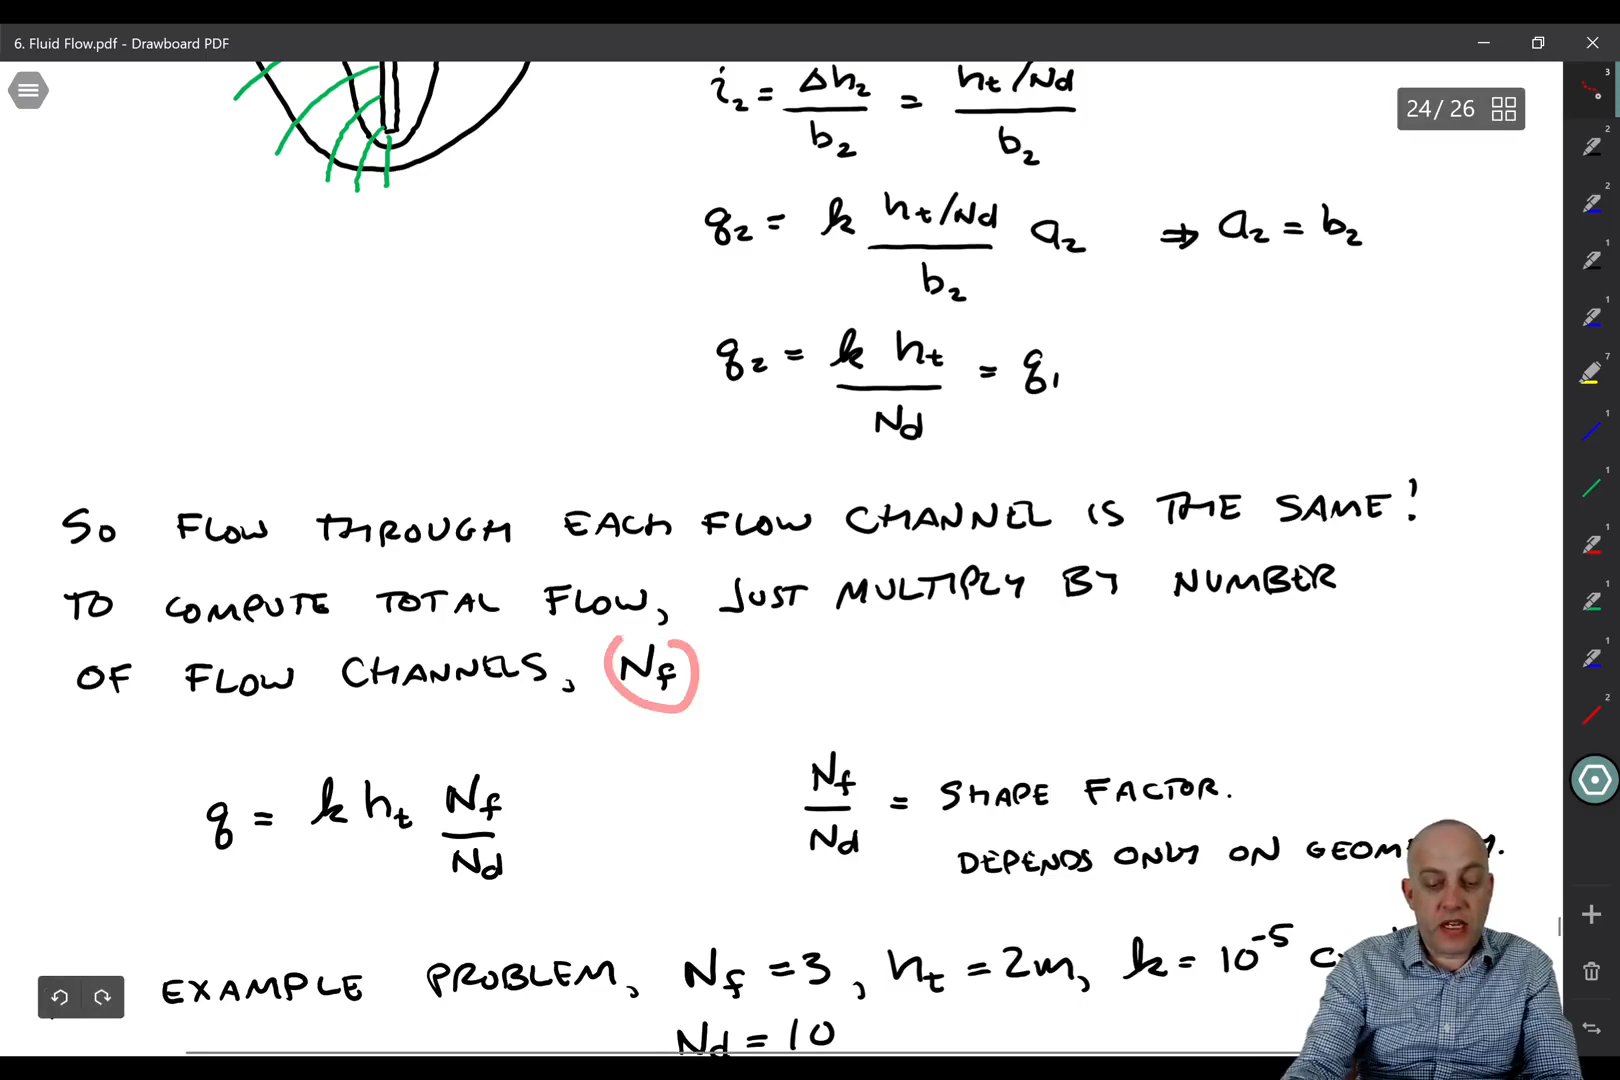 6. Fluid Flow.pdf - Drawboard PDF
24 / 26
i₂ = Δh₂ / b₂ = (ht/Nd) / b₂
q₂ = k (ht/Nd) / b₂ a₂ ⇒ a₂ = b₂
q₂ = k ht / Nd = q₁
SO FLOW THROUGH EACH FLOW CHANNEL IS THE SAME!
TO COMPUTE TOTAL FLOW, JUST MULTIPLY BY NUMBER
OF FLOW CHANNELS, Nf
q = k ht Nf / Nd
Nf / Nd = SHAPE FACTOR.
DEPENDS ONLY ON
EXAMPLE PROBLEM, Nf = 3, ht = 2m, k = 10⁻⁵
Nd = 10